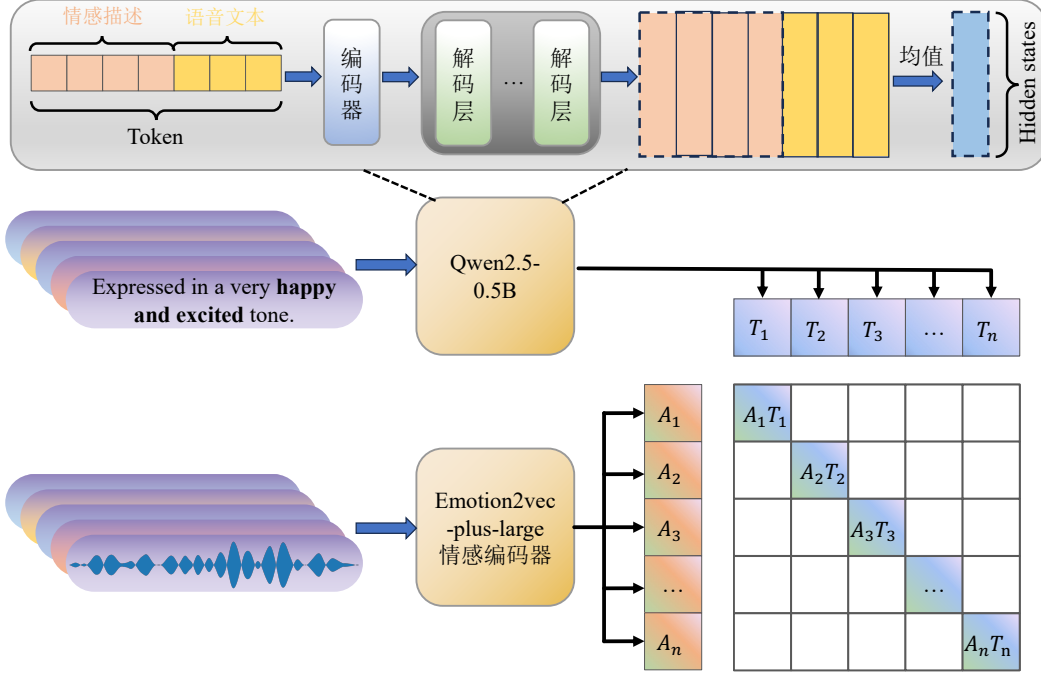 情感描述
语音文本
Token
编码器
解码层
…
解码层
均值
Hidden states
Expressed in a very happy
and excited tone.
Qwen2.5-
0.5B
T1
T2
T3
…
Tn
Emotion2vec
-plus-large
情感编码器
A1
A2
A3
…
An
A1T1
A2T2
A3T3
…
AnTn